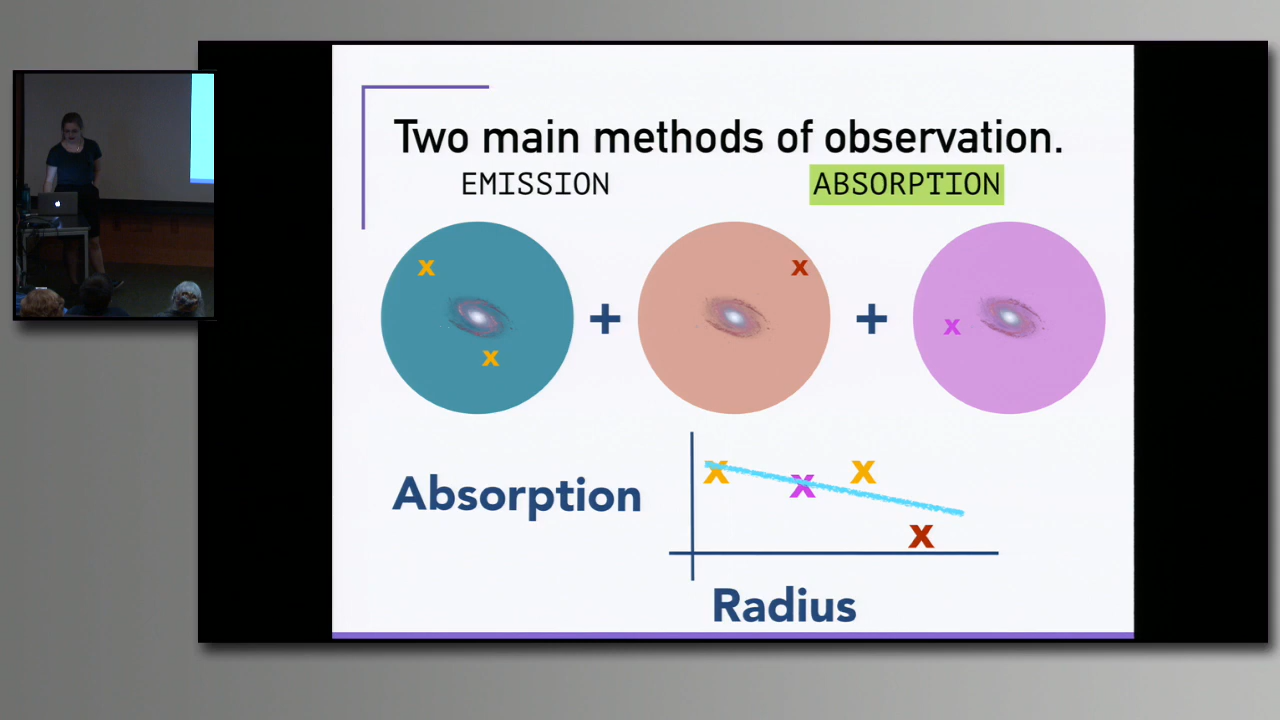 Two main methods of observation.
EMISSION ABSORPTION
x x x
+ +
x x
Absorption
x x x x
Radius